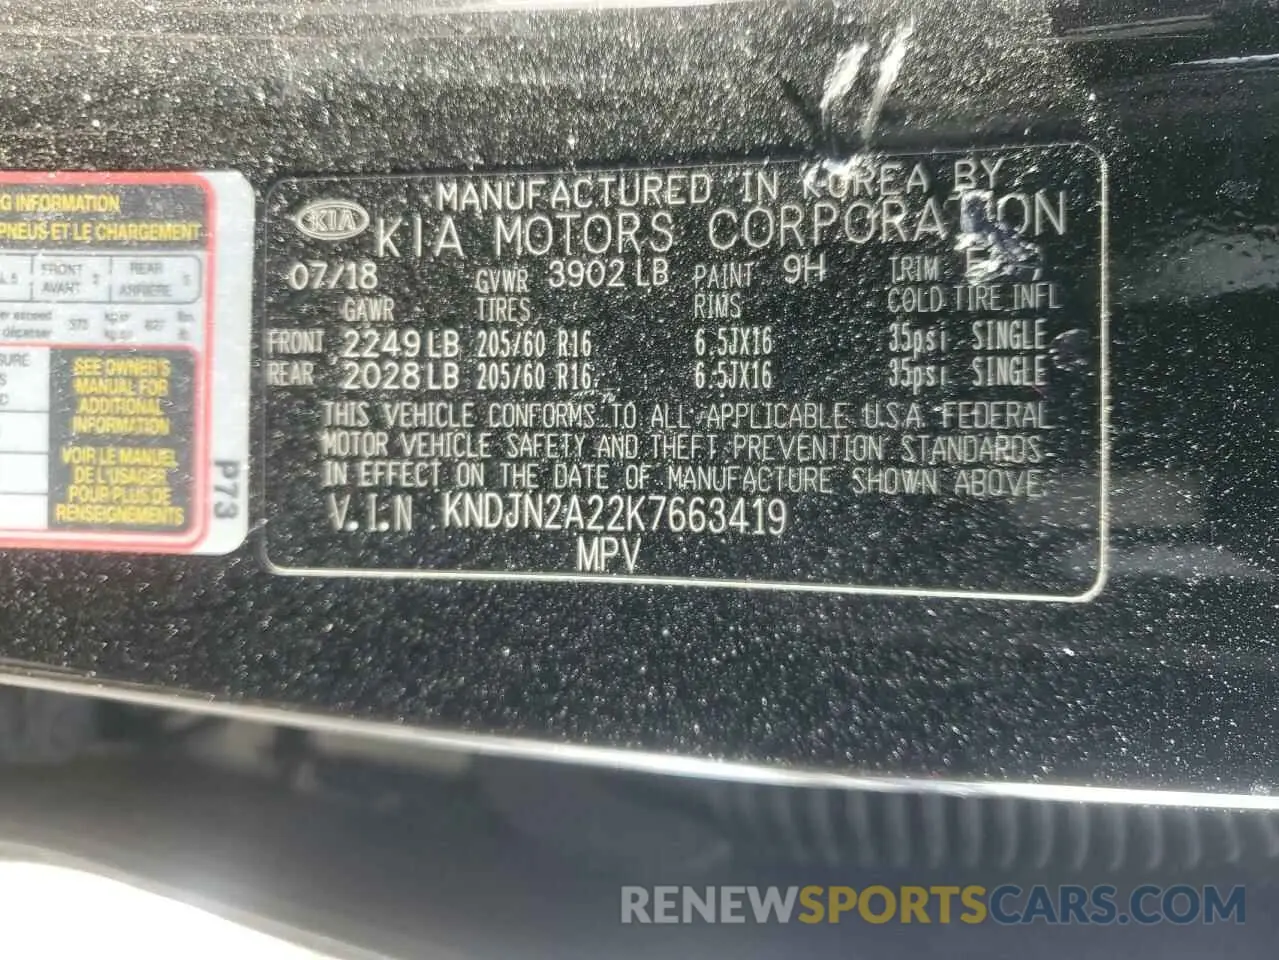 G INFORMATION
PNEUS ET LE CHARGEMENT
FRONT
AVANT
REAR
ARRIÈRE
5
SEE OWNER'S
MANUAL FOR
ADDITIONAL
INFORMATION
VOIR LE MANUEL
DE L'USAGER
POUR PLUS DE
RENSEIGNEMENTS
P73
MANUFACTURED IN KOREA BY
KIA KIA MOTORS CORPORATION
07/18 GVWR 3902 LB PAINT 9H TRIM
GAWR TIRES RIMS COLD TIRE INFL
FRONT 2249 LB 205/60 R16 6.5JX16 35psi SINGLE
REAR 2028 LB 205/60 R16 6.5JX16 35psi SINGLE
THIS VEHICLE CONFORMS TO ALL APPLICABLE U.S.A FEDERAL
MOTOR VEHICLE SAFETY AND THEFT PREVENTION STANDARDS
IN EFFECT ON THE DATE OF MANUFACTURE SHOWN ABOVE
V.I.N KNDJN2A22K7663419
MPV
RENEWSPORTSCARS.COM